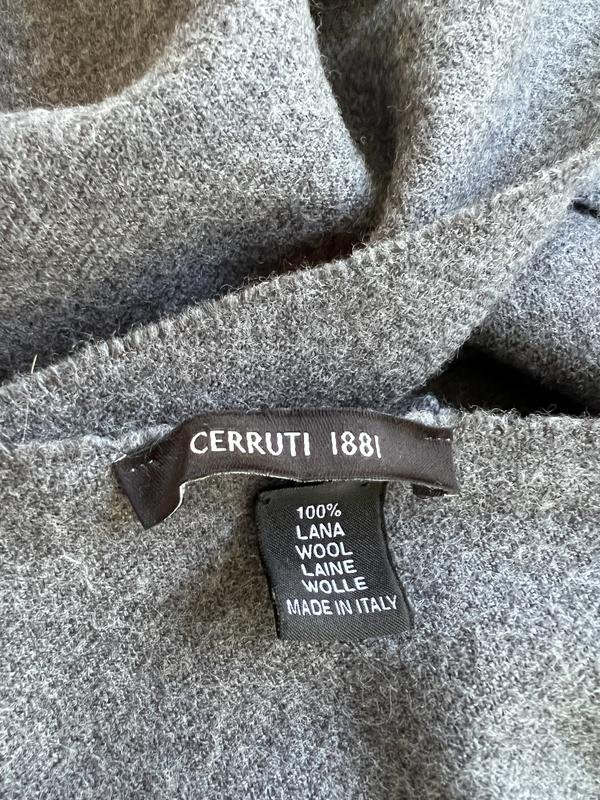 CERRUTI 1881
100%
LANA
WOOL
LAINE
WOLLE
MADE IN ITALY